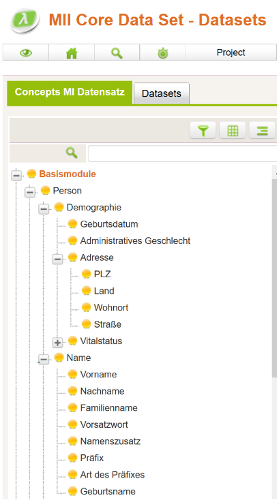 MII Core Data Set - Datasets
Project
Concepts MI Datensatz
Datasets
Basismodule
Person
Demographie
Geburtsdatum
Administratives Geschlecht
Adresse
PLZ
Land
Wohnort
Straße
Vitalstatus
Name
Vorname
Nachname
Familienname
Vorsatzwort
Namenszusatz
Präfix
Art des Präfixes
Geburtsname